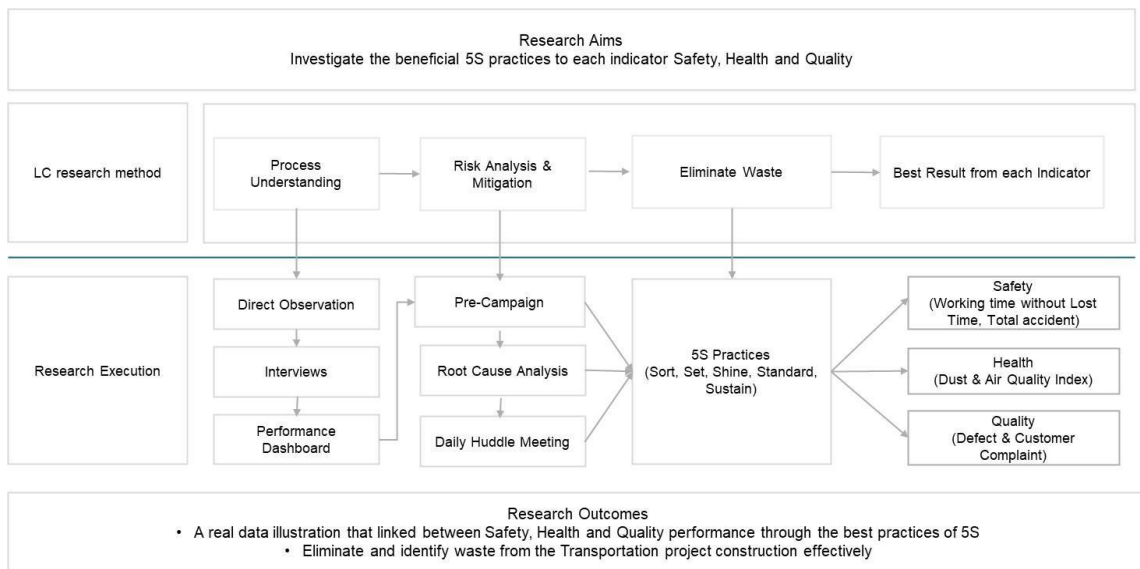 Research Aims
Investigate the beneficial 5S practices to each indicator Safety, Health and Quality
LC research method
Process
Understanding
Risk Analysis &
Mitigation
Eliminate Waste
Best Result from each Indicator
Research Execution
Direct Observation
Interviews
Performance
Dashboard
Pre-Campaign
Root Cause Analysis
Daily Huddle Meeting
5S Practices
(Sort, Set, Shine, Standard,
Sustain)
Safety
(Working time without Lost
Time, Total accident)
Health
(Dust & Air Quality Index)
Quality
(Defect & Customer
Complaint)
Research Outcomes
• A real data illustration that linked between Safety, Health and Quality performance through the best practices of 5S
• Eliminate and identify waste from the Transportation project construction effectively